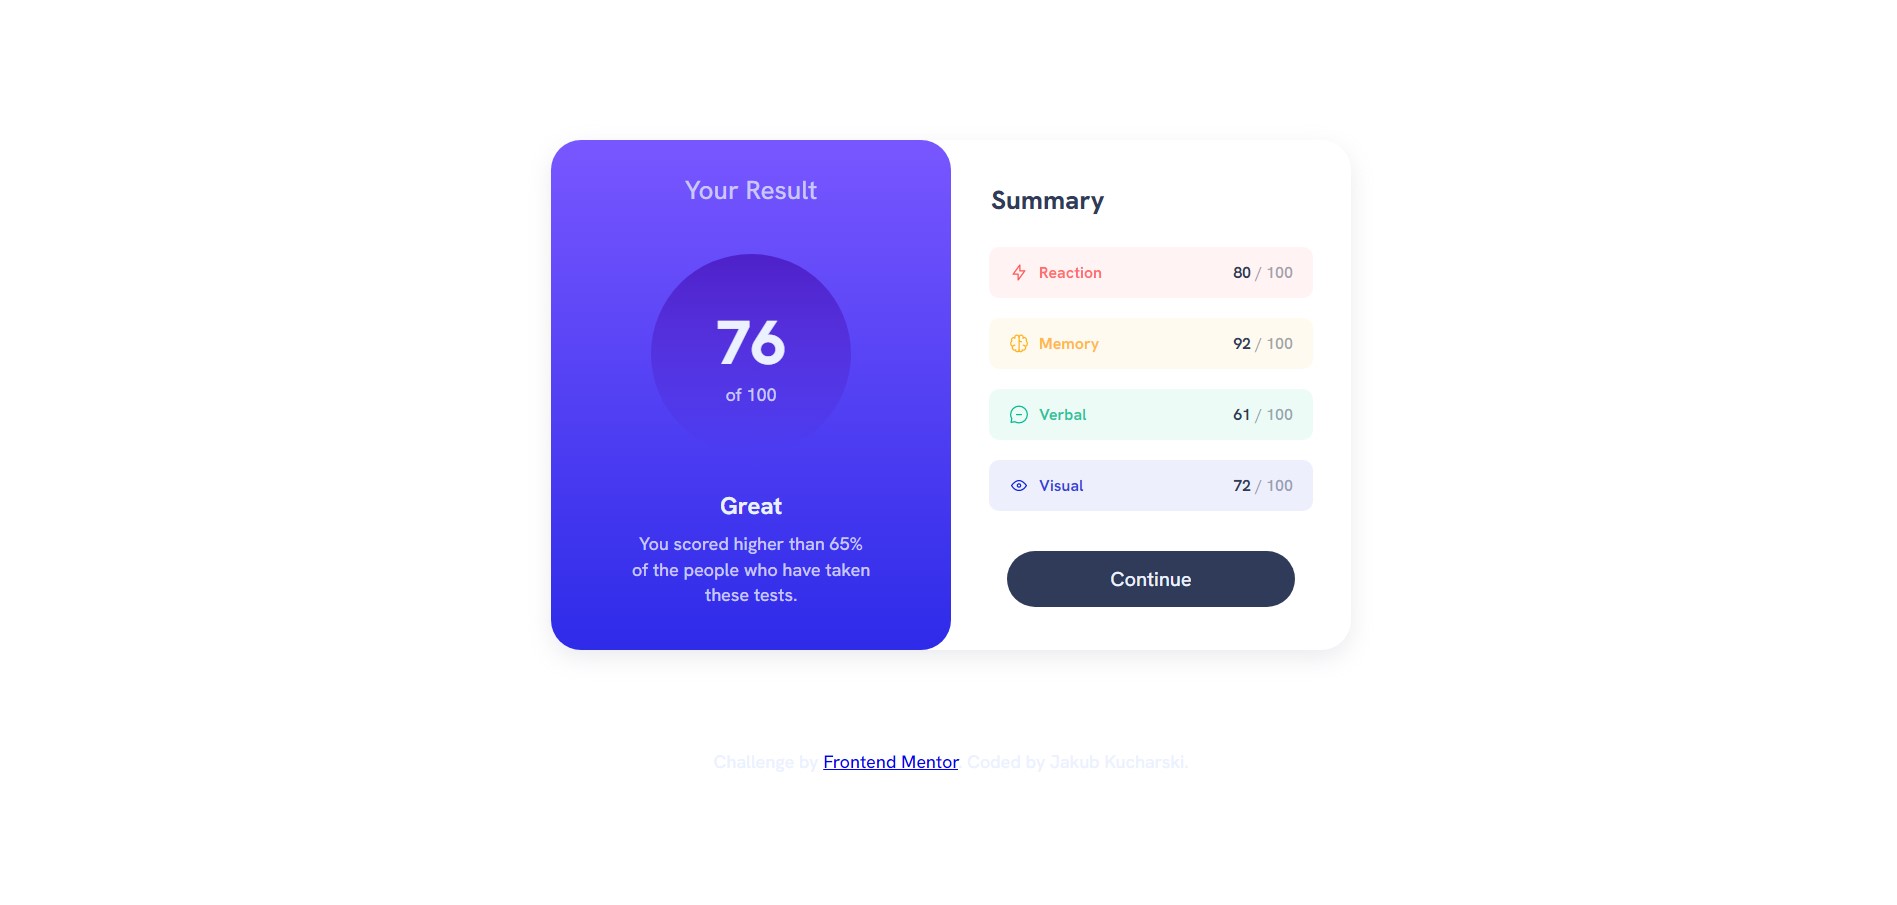 Your Result
76
of 100
Great
You scored higher than 65%
of the people who have taken
these tests.
Summary
Reaction 80 / 100
Memory 92 / 100
Verbal 61 / 100
Visual 72 / 100
Continue
Challenge by Frontend Mentor. Coded by Jakub Kucharski.